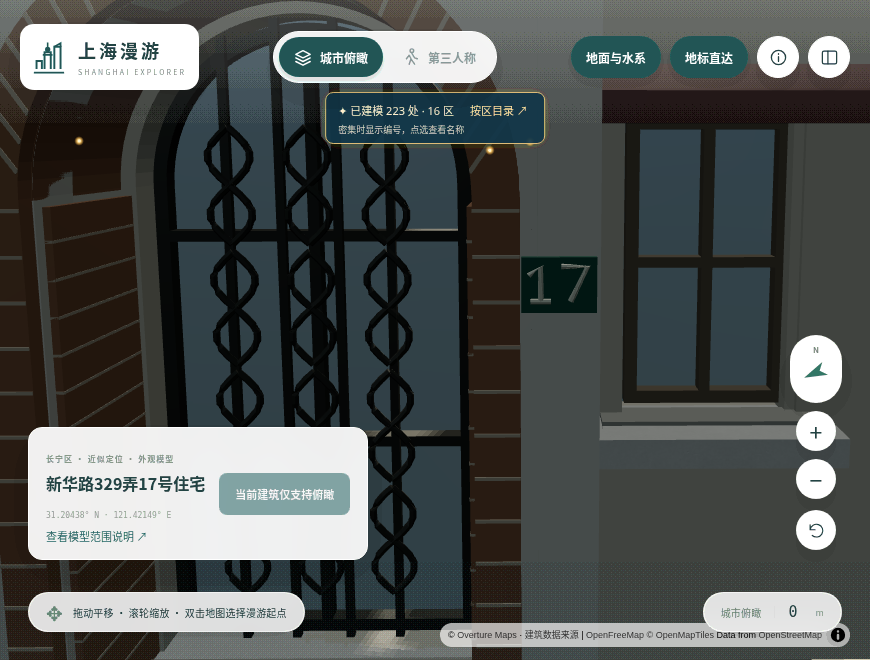 上海漫游
SHANGHAI EXPLORER
城市俯瞰
第三人称
地面与水系
地标直达
✦ 已建模 223 处 · 16 区 按区目录 ↗
密集时显示编号，点选查看名称
17
N
长宁区 · 近似定位 · 外观模型
新华路329弄17号住宅
当前建筑仅支持俯瞰
31.20438° N · 121.42149° E
查看模型范围说明 ↗
拖动平移 · 滚轮缩放 · 双击地图选择漫游起点
城市俯瞰 0 m
© Overture Maps · 建筑数据来源 | OpenFreeMap © OpenMapTiles Data from OpenStreetMap